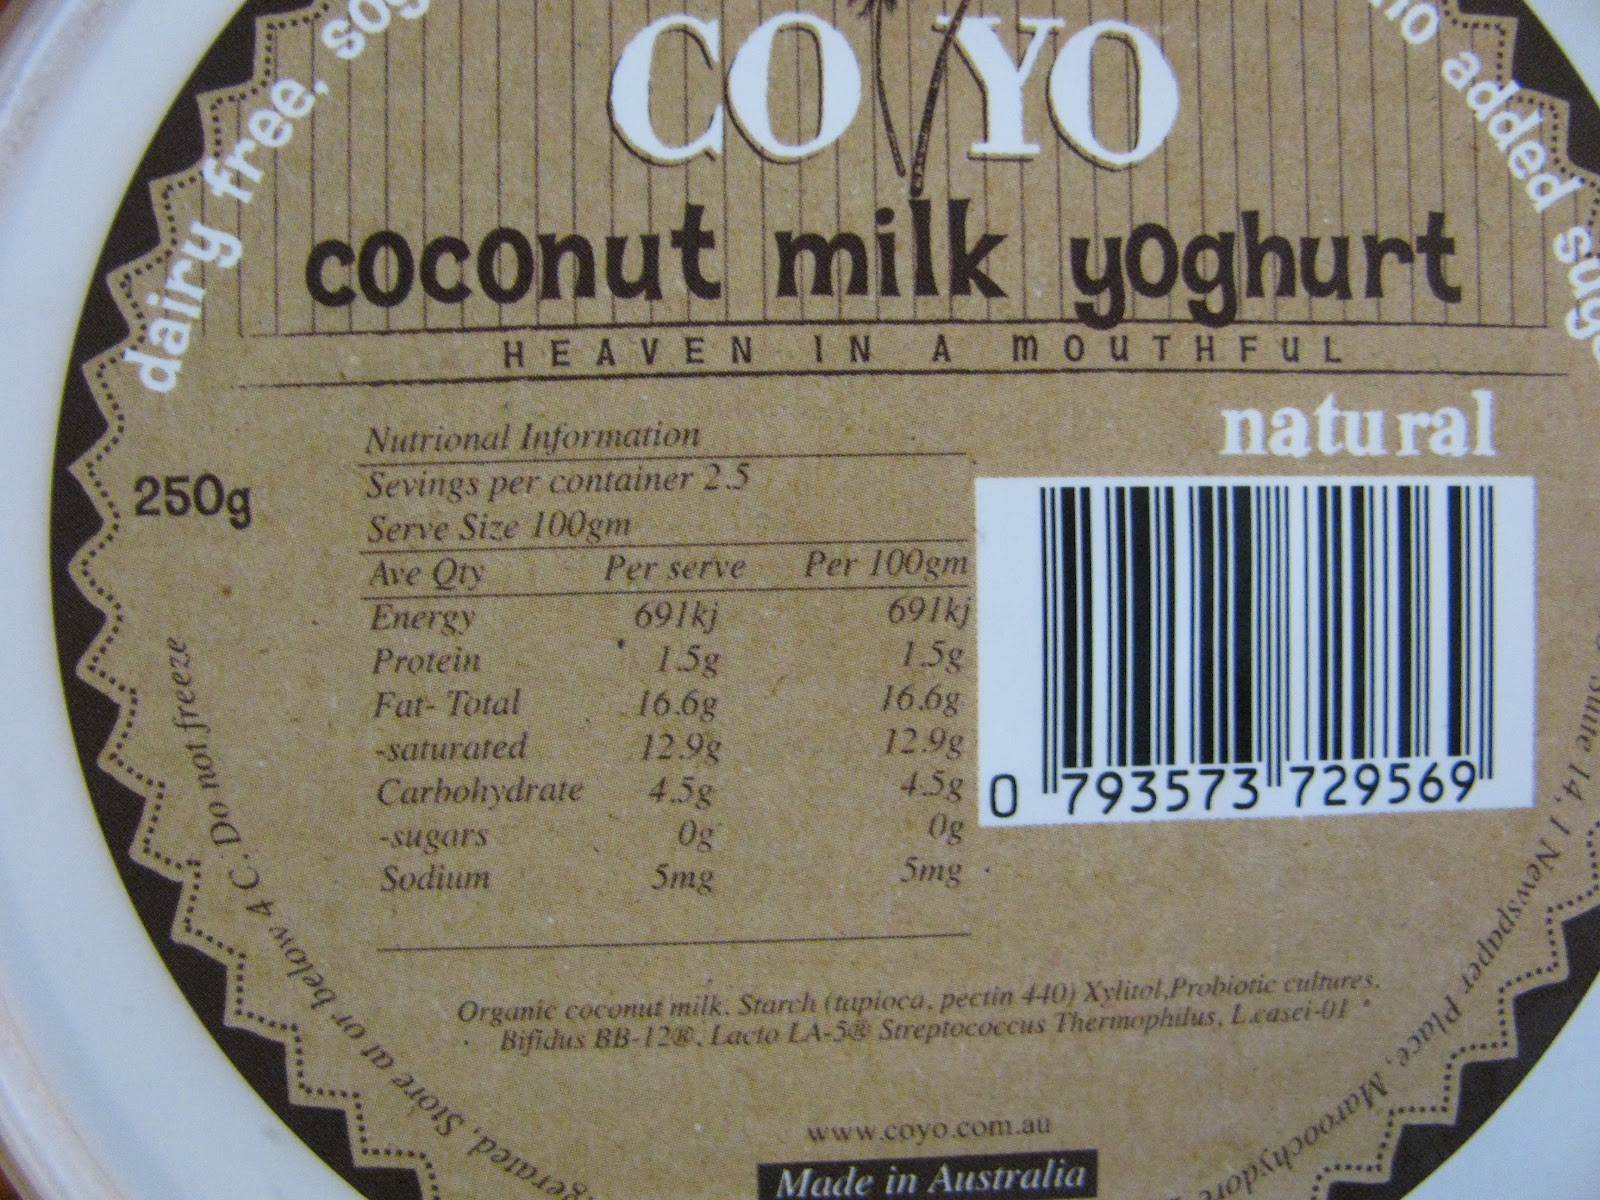 dairy free,
no added
COYO
coconut milk yoghurt
HEAVEN IN A mOUTHFUL
natural
250g
Nutrional Information
Sevings per container 2.5
Serve Size 100gm
Ave Qty Per serve Per 100gm
Energy 691kj 691kj
Protein 1.5g 1.5g
Fat- Total 16.6g 16.6g
-saturated 12.9g 12.9g
Carbohydrate 4.5g 4.5g
-sugars 0g 0g
Sodium 5mg 5mg
0 793573 729569
Organic coconut milk. Starch (tapioca, pectin 440) Xylitol,Probiotic cultures.
Bifidus BB-12®, Lacto LA-5® Streptococcus Thermophilus, L.casei-01 *
www.coyo.com.au
Made in Australia
Store at or below 4 C. Do not freeze
14, 1 Newspaper Place, Maroochydore